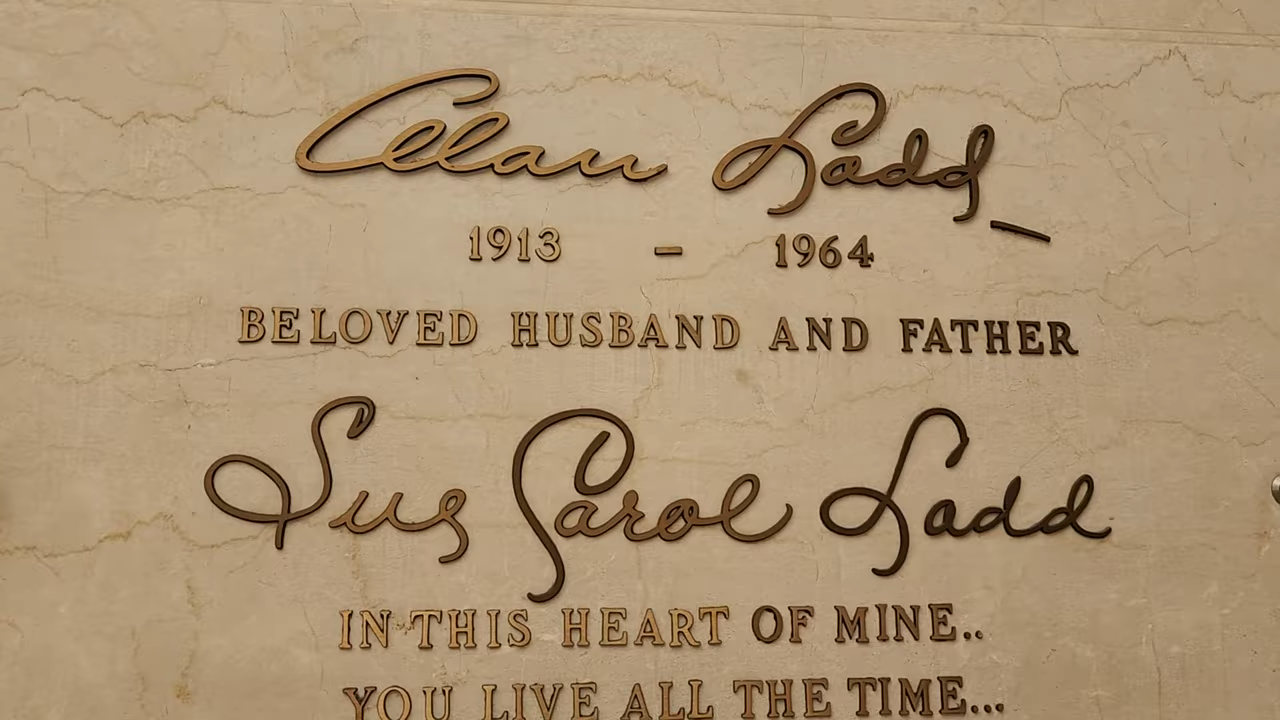 Alan Ladd
1913 – 1964
BELOVED HUSBAND AND FATHER
Sue Carol Ladd
IN THIS HEART OF MINE..
YOU LIVE ALL THE TIME...